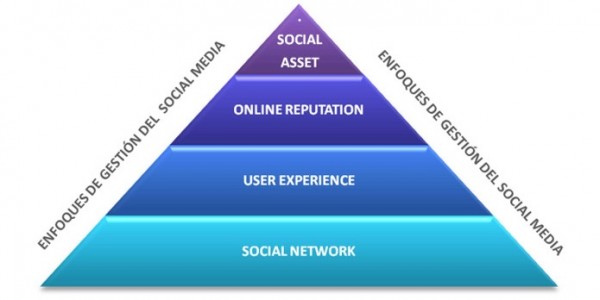 SOCIAL
ASSET
ONLINE REPUTATION
USER EXPERIENCE
SOCIAL NETWORK
ENFOQUES DE GESTIÓN DEL SOCIAL MEDIA
ENFOQUES DE GESTIÓN DEL SOCIAL MEDIA